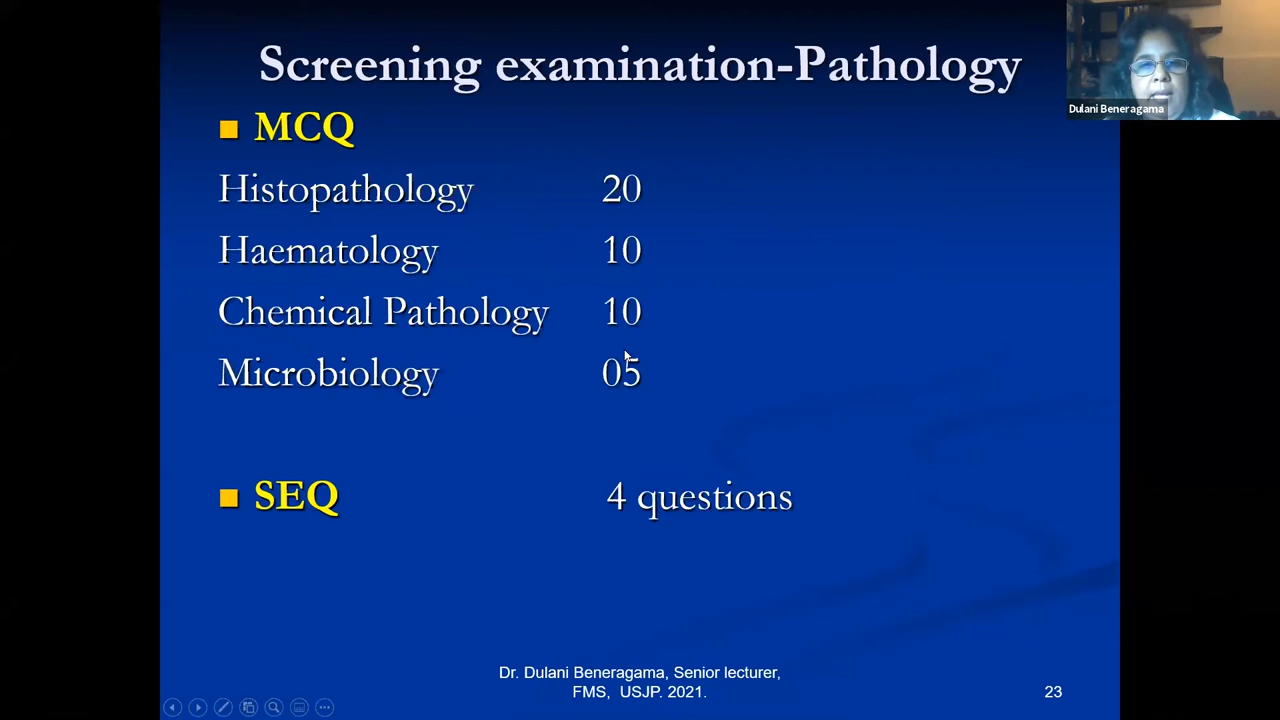 Screening examination-Pathology
Dulani Beneragama
MCQ
Histopathology 20
Haematology 10
Chemical Pathology 10
Microbiology 05
SEQ 4 questions
Dr. Dulani Beneragama, Senior lecturer,
FMS, USJP. 2021.
23